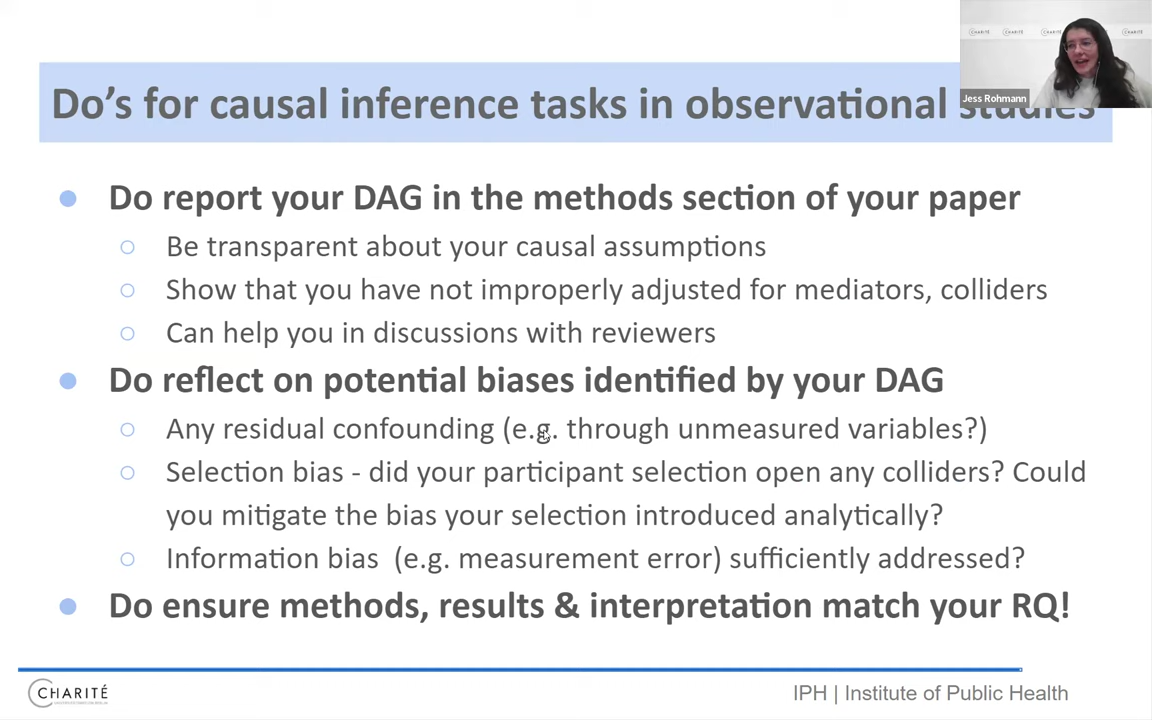 CHARITÉ CHARITÉ CHARITÉ CHARITÉ
Jess Rohmann
Do's for causal inference tasks in observational studies
● Do report your DAG in the methods section of your paper
○ Be transparent about your causal assumptions
○ Show that you have not improperly adjusted for mediators, colliders
○ Can help you in discussions with reviewers
● Do reflect on potential biases identified by your DAG
○ Any residual confounding (e.g. through unmeasured variables?)
○ Selection bias - did your participant selection open any colliders? Could
you mitigate the bias your selection introduced analytically?
○ Information bias  (e.g. measurement error) sufficiently addressed?
● Do ensure methods, results & interpretation match your RQ!
CHARITÉ
IPH | Institute of Public Health